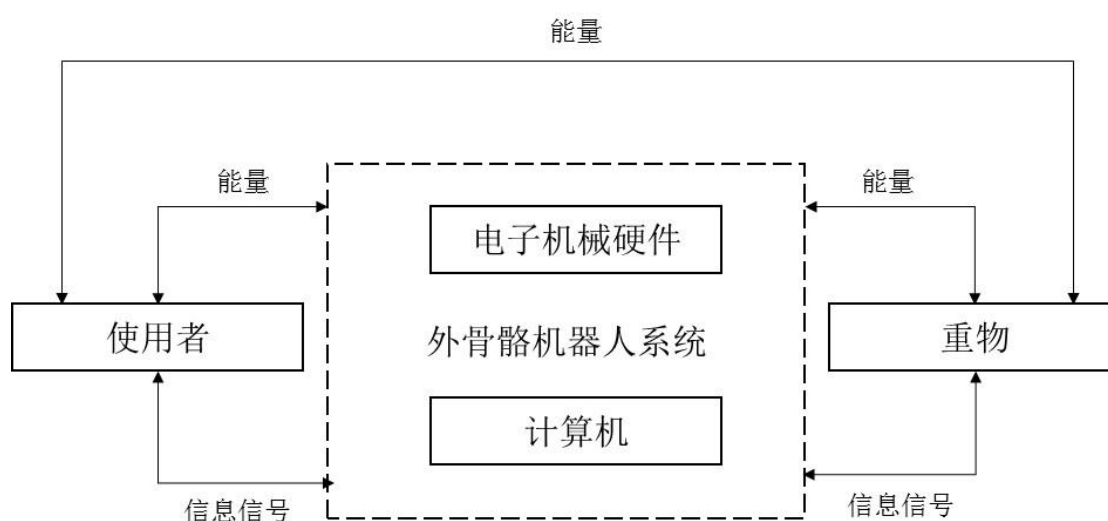 能量
能量
能量
电子机械硬件
使用者
外骨骼机器人系统
重物
计算机
信息信号
信息信号